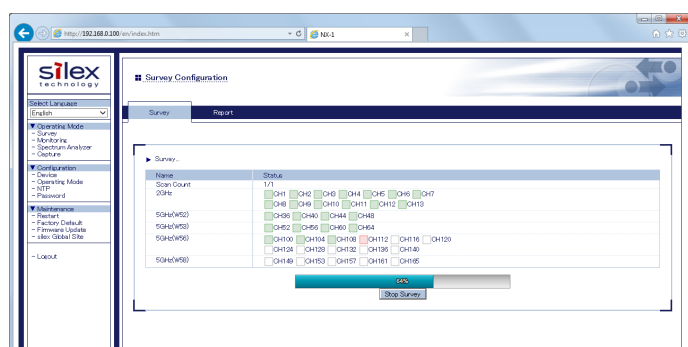 http://192.168.0.100/en/index.htm
NX-1
silex
technology
Select Language
English
▼ Operating Mode
- Survey
- Monitoring
- Spectrum Analyzer
- Capture
▼ Configuration
- Device
- Operating Mode
- NTP
- Password
▼ Maintenance
- Restart
- Factory Default
- Firmware Update
- silex Global Site
- Logout
Survey Configuration
Survey Report
Survey...
Name Status
Scan Count 1/1
2GHz CH1 CH2 CH3 CH4 CH5 CH6 CH7
CH8 CH9 CH10 CH11 CH12 CH13
5GHz(W52) CH36 CH40 CH44 CH48
5GHz(W53) CH52 CH56 CH60 CH64
5GHz(W56) CH100 CH104 CH108 CH112 CH116 CH120
CH124 CH128 CH132 CH136 CH140
5GHz(W58) CH149 CH153 CH157 CH161 CH165
64%
Stop Survey